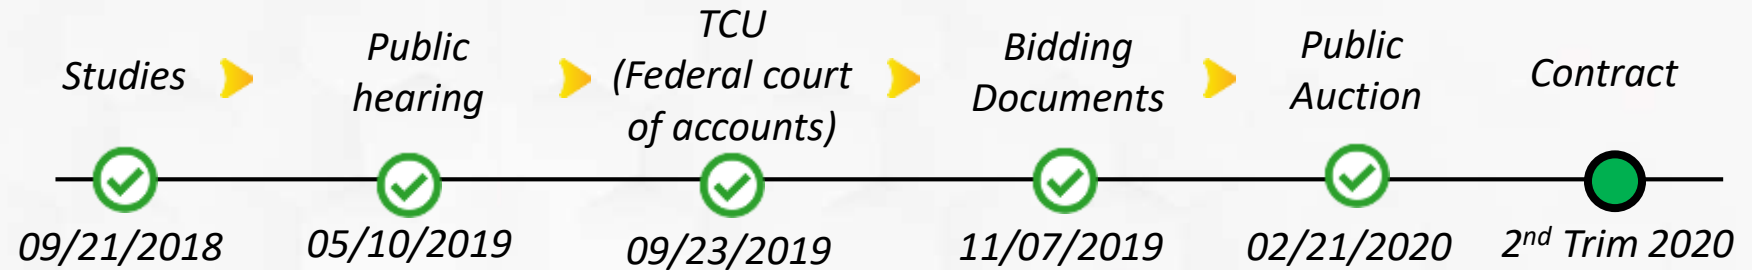 Studies
Public
hearing
TCU
(Federal court
of accounts)
Bidding
Documents
Public
Auction
Contract
09/21/2018
05/10/2019
09/23/2019
11/07/2019
02/21/2020
2nd Trim 2020